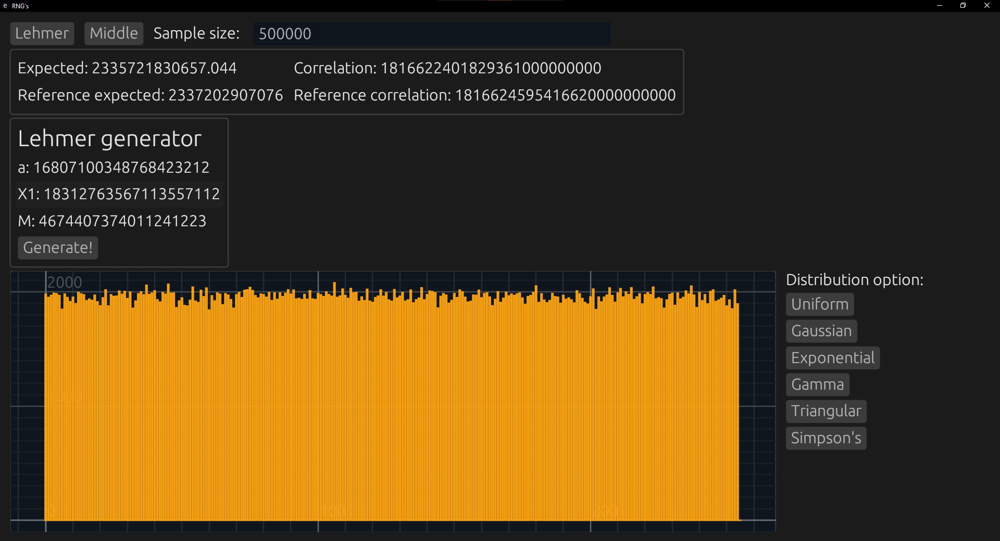 e RNG's
Lehmer Middle Sample size: 500000
Expected: 2335721830657.044 Correlation: 1816622401829361000000000
Reference expected: 2337202907076 Reference correlation: 1816624595416620000000000
Lehmer generator
a: 16807100348768423212
X1: 18312763567113557112
M: 4674407374011241223
Generate!
2000
1000
0 100 200
Distribution option:
Uniform
Gaussian
Exponential
Gamma
Triangular
Simpson's